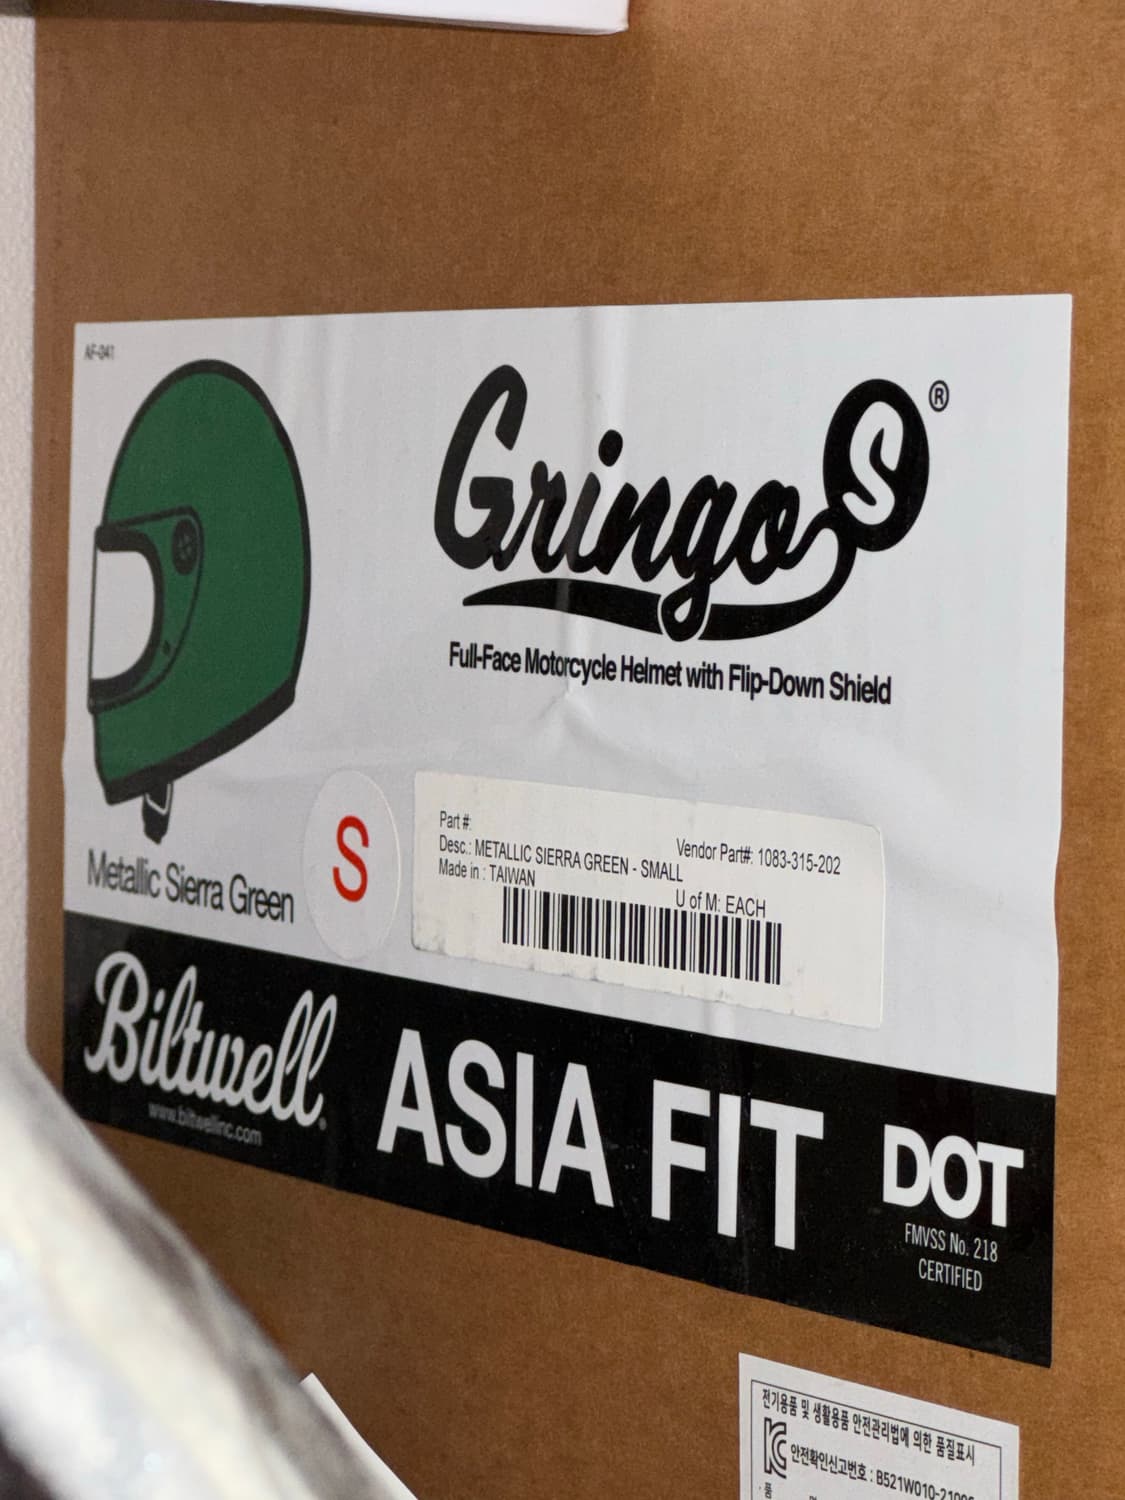 AF-041
Gringo S ®
Full-Face Motorcycle Helmet with Flip-Down Shield
Metallic Sierra Green
S
Part #:
Vendor Part#: 1083-315-202
Desc.: METALLIC SIERRA GREEN - SMALL
Made in : TAIWAN
U of M: EACH
Biltwell
www.biltwellinc.com
ASIA FIT
DOT
FMVSS No. 218
CERTIFIED
전기용품 및 생활용품 안전관리법에 의한 품질표시
안전확인신고번호 : B521W010-2100
품